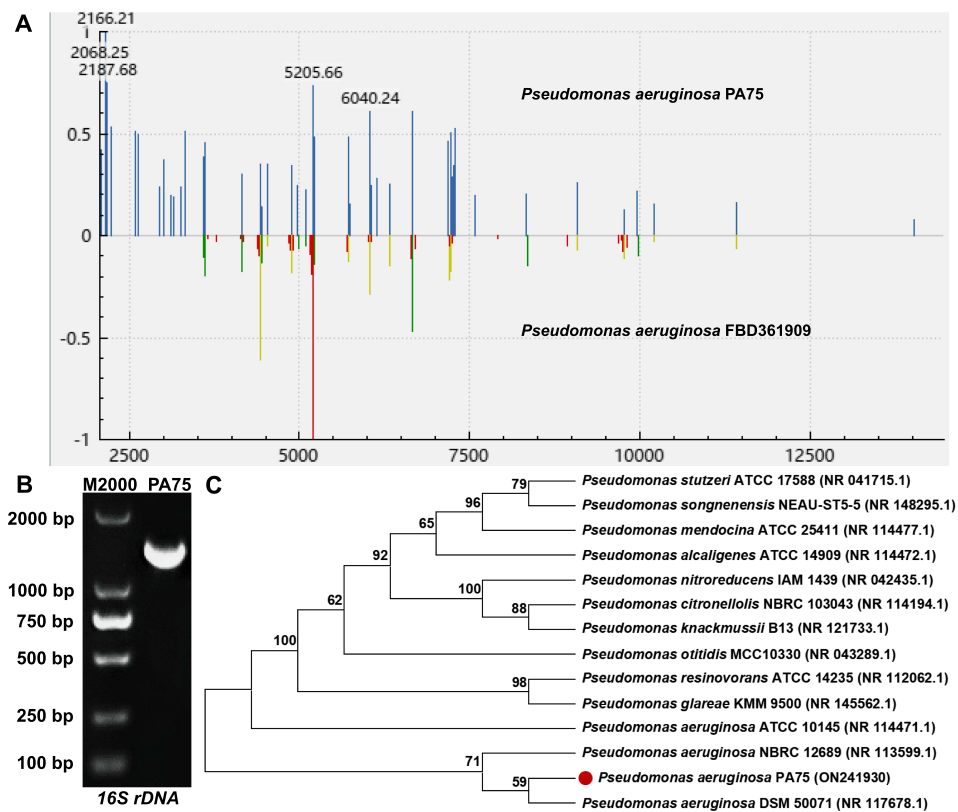 A
2166.21
1
2068.25
2187.68
5205.66
6040.24
Pseudomonas aeruginosa PA75
0.5
0
Pseudomonas aeruginosa FBD361909
-0.5
-1
2500 5000 7500 10000 12500
B
M2000 PA75
2000 bp
1000 bp
750 bp
500 bp
250 bp
100 bp
16S rDNA
C
79
Pseudomonas stutzeri ATCC 17588 (NR 041715.1)
96
Pseudomonas songnenensis NEAU-ST5-5 (NR 148295.1)
65
Pseudomonas mendocina ATCC 25411 (NR 114477.1)
92
Pseudomonas alcaligenes ATCC 14909 (NR 114472.1)
100
Pseudomonas nitroreducens IAM 1439 (NR 042435.1)
62
88
Pseudomonas citronellolis NBRC 103043 (NR 114194.1)
Pseudomonas knackmussii B13 (NR 121733.1)
100
Pseudomonas otitidis MCC10330 (NR 043289.1)
98
Pseudomonas resinovorans ATCC 14235 (NR 112062.1)
Pseudomonas glareae KMM 9500 (NR 145562.1)
Pseudomonas aeruginosa ATCC 10145 (NR 114471.1)
71
Pseudomonas aeruginosa NBRC 12689 (NR 113599.1)
59
Pseudomonas aeruginosa PA75 (ON241930)
Pseudomonas aeruginosa DSM 50071 (NR 117678.1)